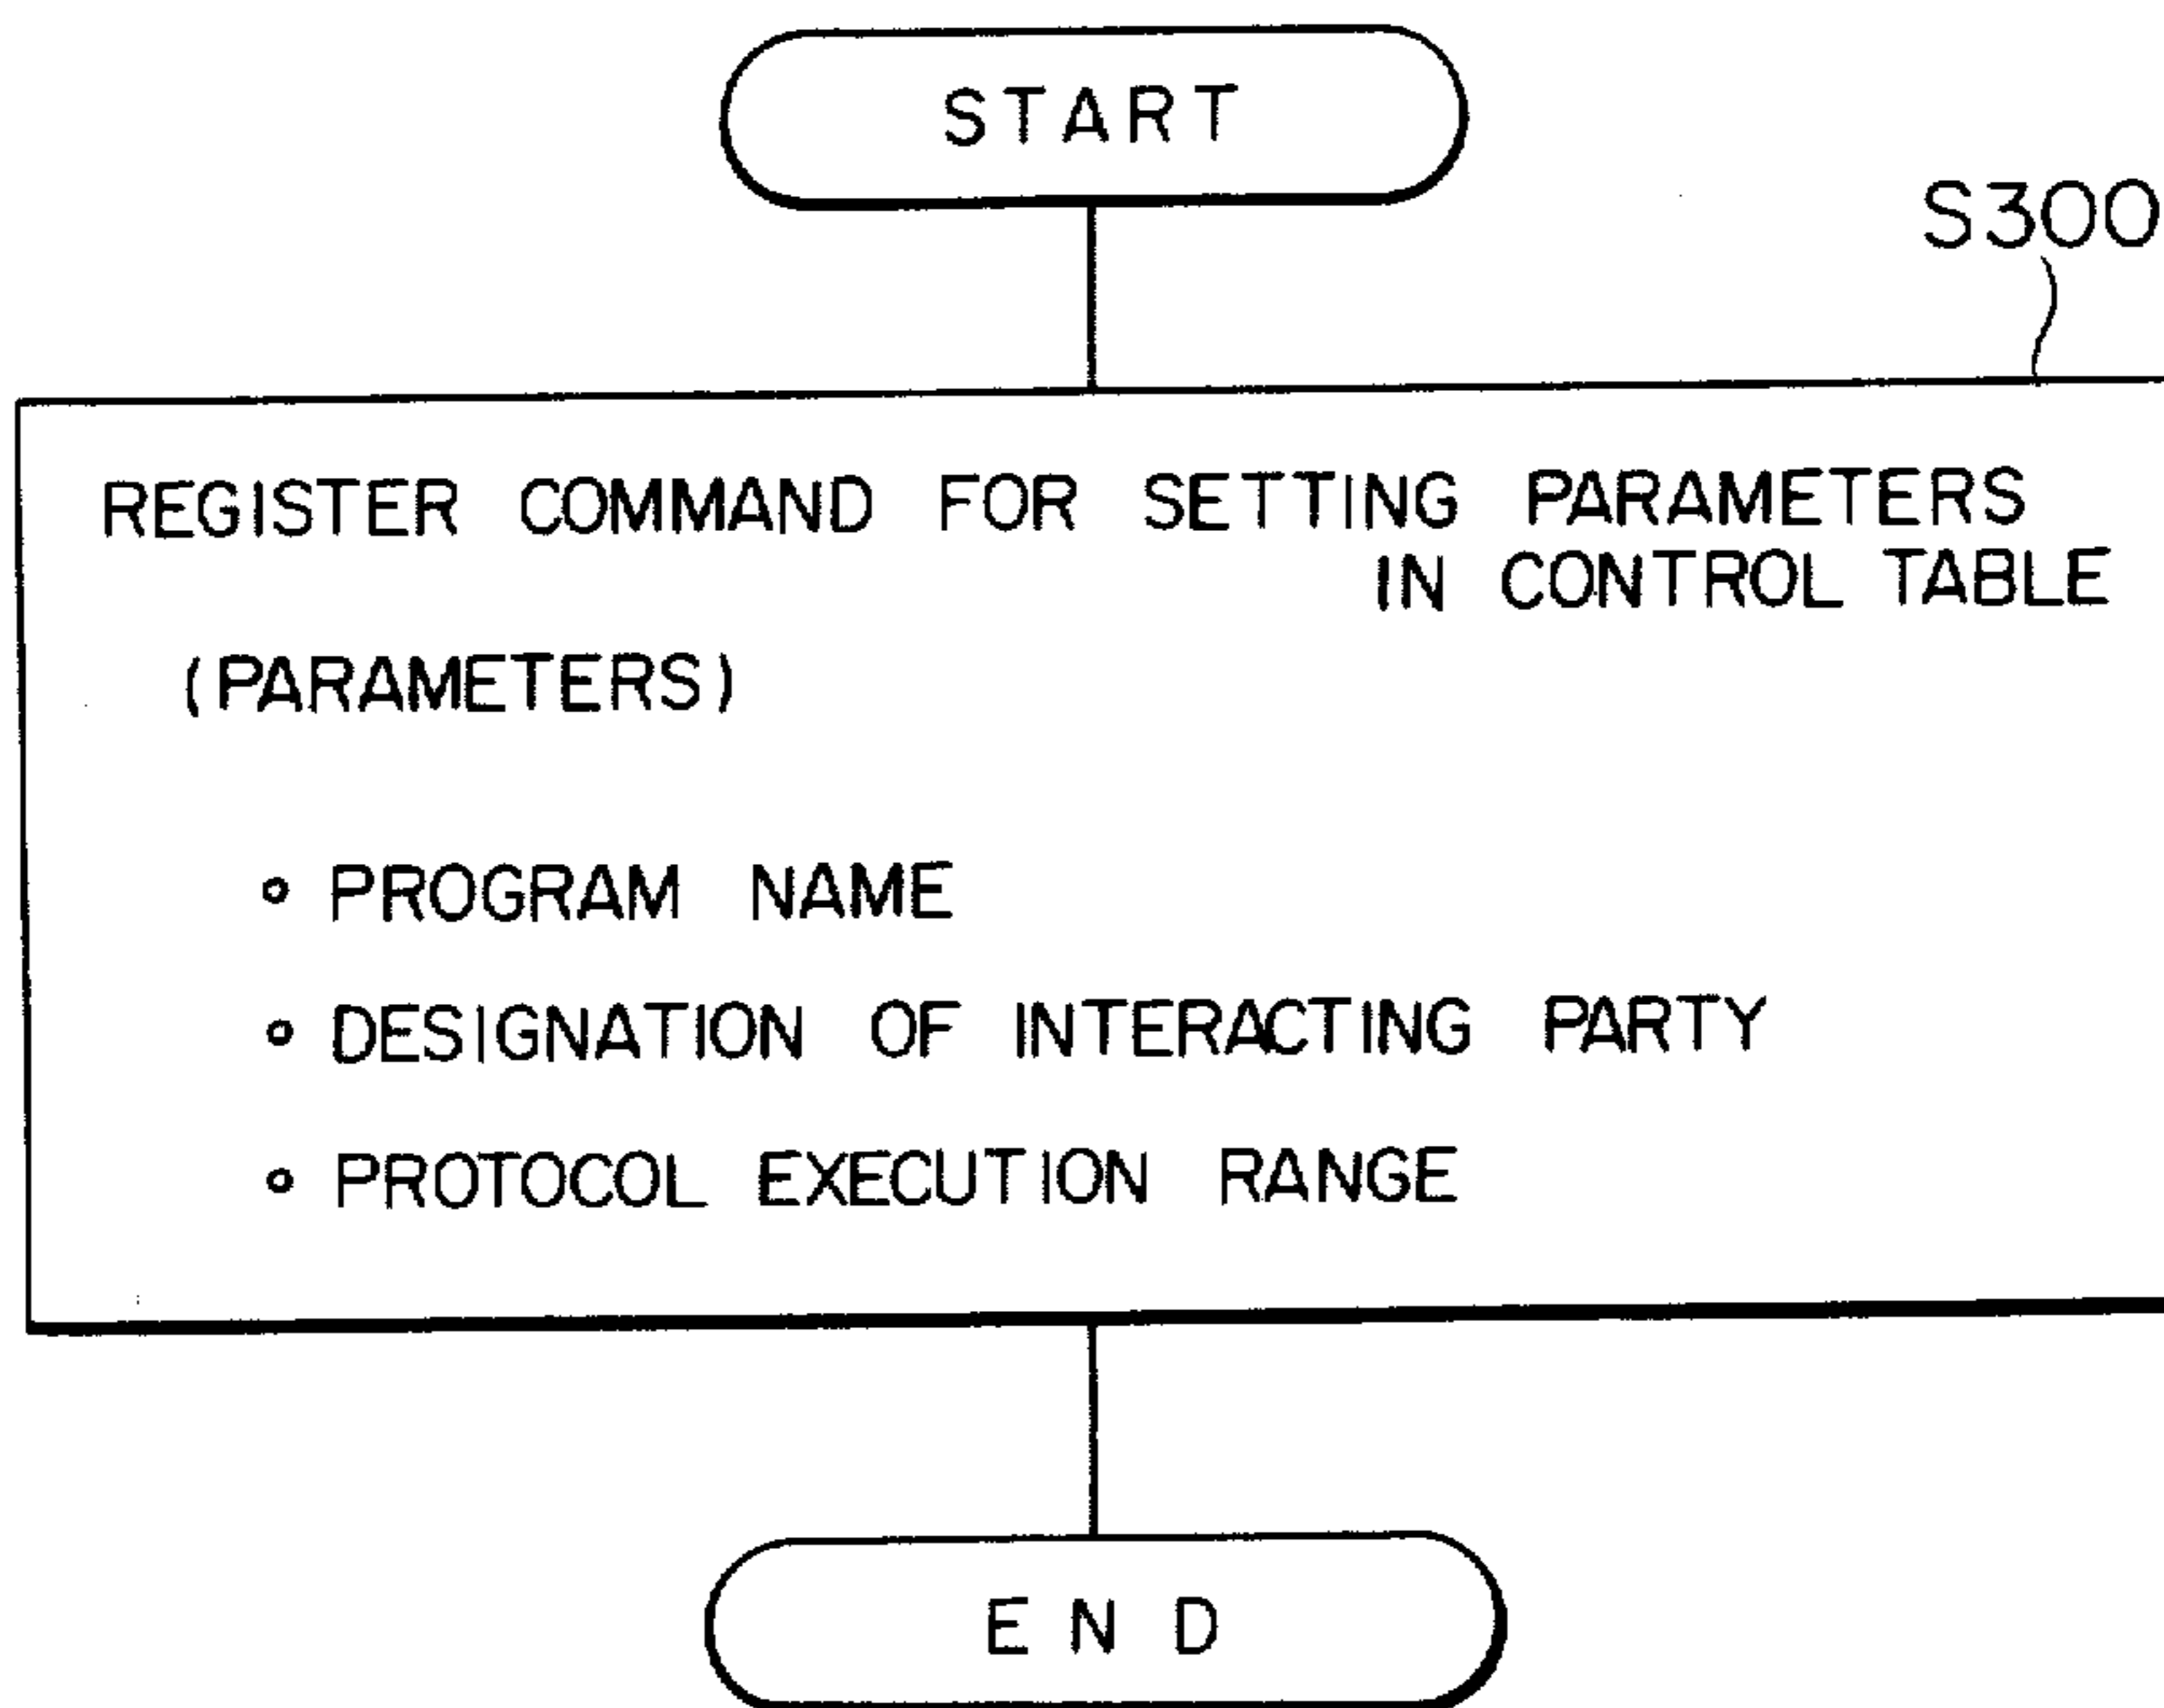 START
S300
REGISTER COMMAND FOR SETTING PARAMETERS
IN CONTROL TABLE
(PARAMETERS)
∘ PROGRAM NAME
∘ DESIGNATION OF INTERACTING PARTY
∘ PROTOCOL EXECUTION RANGE
END